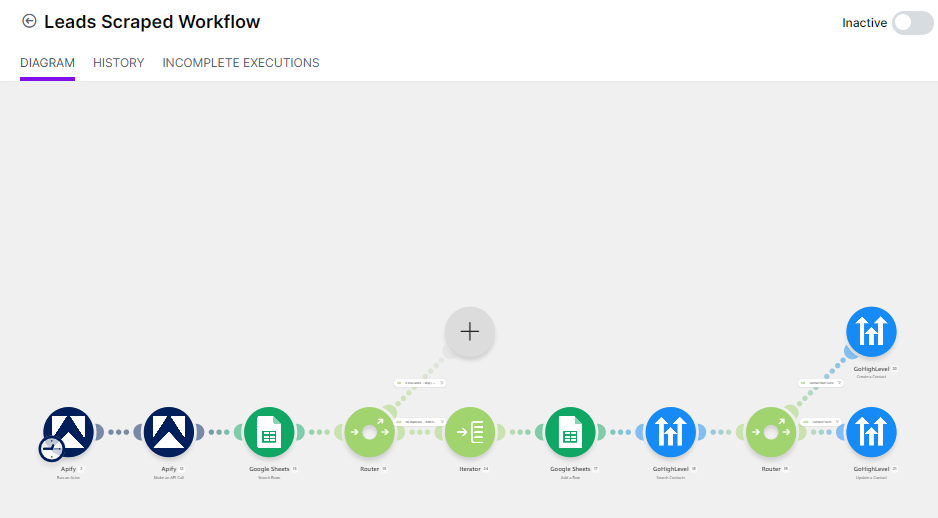 Leads Scraped Workflow
Inactive
DIAGRAM HISTORY INCOMPLETE EXECUTIONS
GoHighLevel
Create a Contact
Apify
Run an Actor
Apify
Make an API Call
Google Sheets
Search Rows
Router
Iterator
Google Sheets
Add a Row
GoHighLevel
Search Contacts
Router
GoHighLevel
Update a Contact